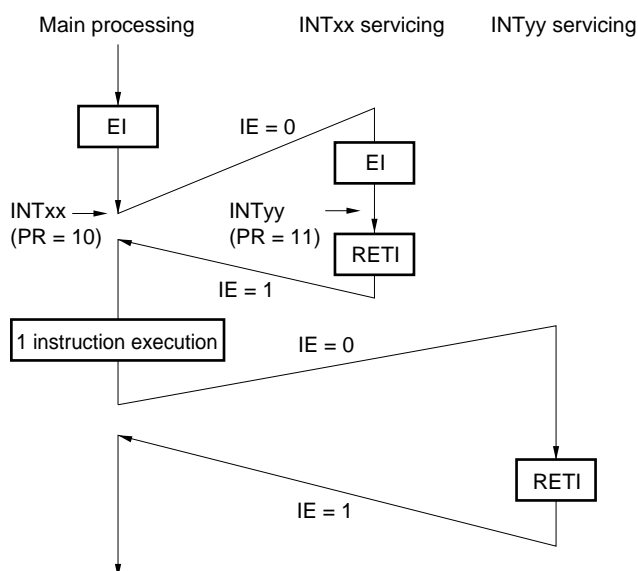 Main processing
INTxx servicing
INTyy servicing
EI
IE = 0
EI
INTxx
(PR = 10)
INTyy
(PR = 11)
RETI
IE = 1
1 instruction execution
IE = 0
RETI
IE = 1